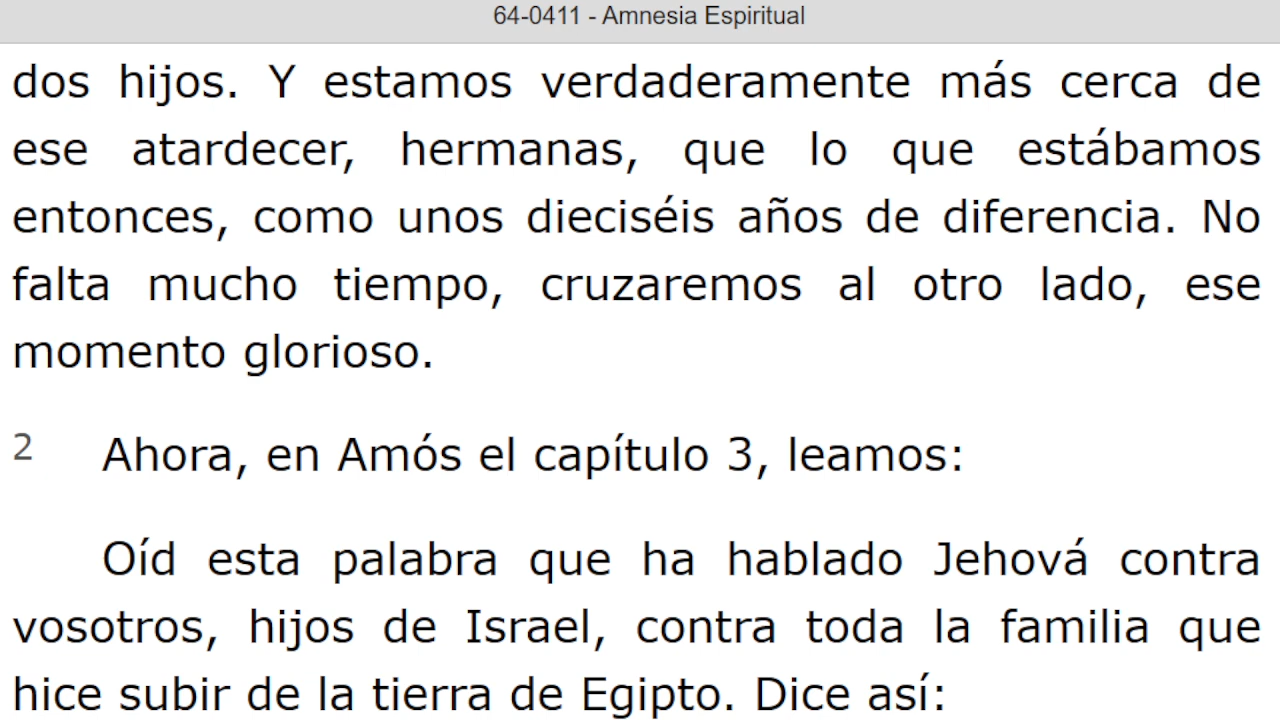 64-0411 - Amnesia Espiritual
dos hijos. Y estamos verdaderamente más cerca de
ese atardecer, hermanas, que lo que estábamos
entonces, como unos dieciséis años de diferencia. No
falta mucho tiempo, cruzaremos al otro lado, ese
momento glorioso.
2 Ahora, en Amós el capítulo 3, leamos:
Oíd esta palabra que ha hablado Jehová contra
vosotros, hijos de Israel, contra toda la familia que
hice subir de la tierra de Egipto. Dice así: